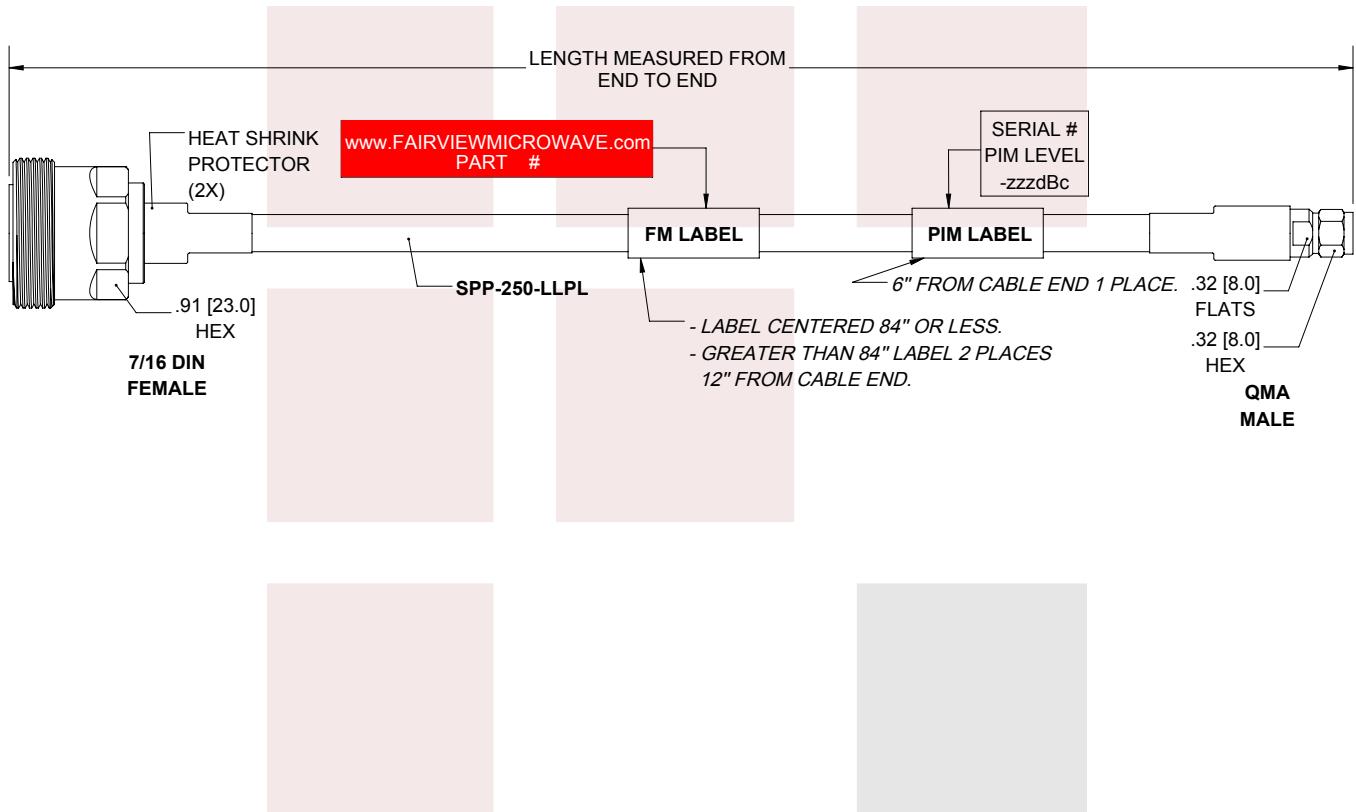 LENGTH MEASURED FROM
END TO END
HEAT SHRINK
PROTECTOR
(2X)
www.FAIRVIEWMICROWAVE.com
PART #
SERIAL #
PIM LEVEL
-zzzdBc
FM LABEL
PIM LABEL
SPP-250-LLPL
6" FROM CABLE END 1 PLACE.
.91 [23.0]
HEX
7/16 DIN
FEMALE
- LABEL CENTERED 84" OR LESS.
- GREATER THAN 84" LABEL 2 PLACES
12" FROM CABLE END.
.32 [8.0]
FLATS
.32 [8.0]
HEX
QMA
MALE